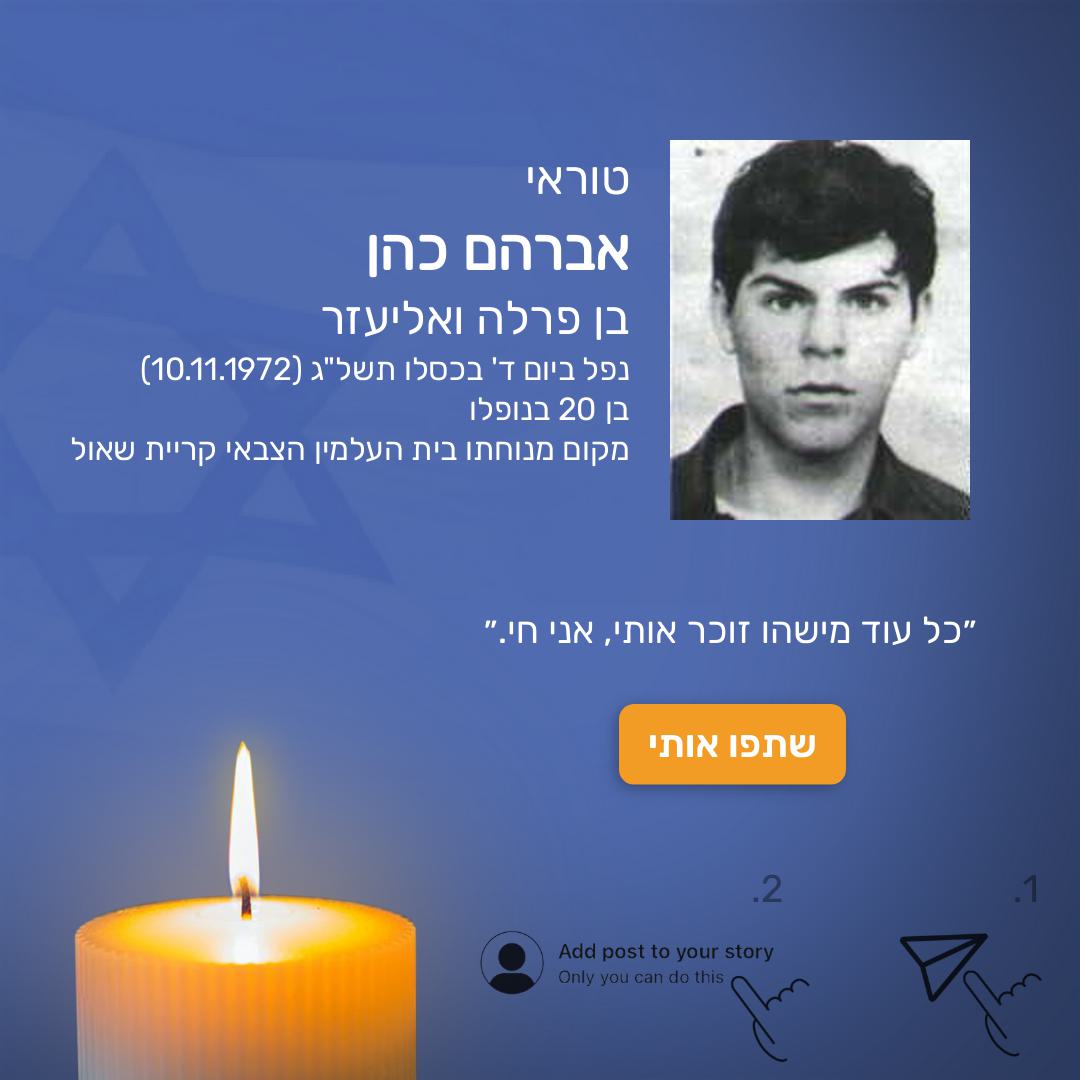 טוראי
אברהם כהן
בן פרלה ואליעזר
נפל ביום ד' בכסלו תשל"ג (10.11.1972)
בן 20 בנופלו
מקום מנוחתו בית העלמין הצבאי קריית שאול
״כל עוד מישהו זוכר אותי, אני חי.״
שתפו אותי
1.
2.
Add post to your story
Only you can do this